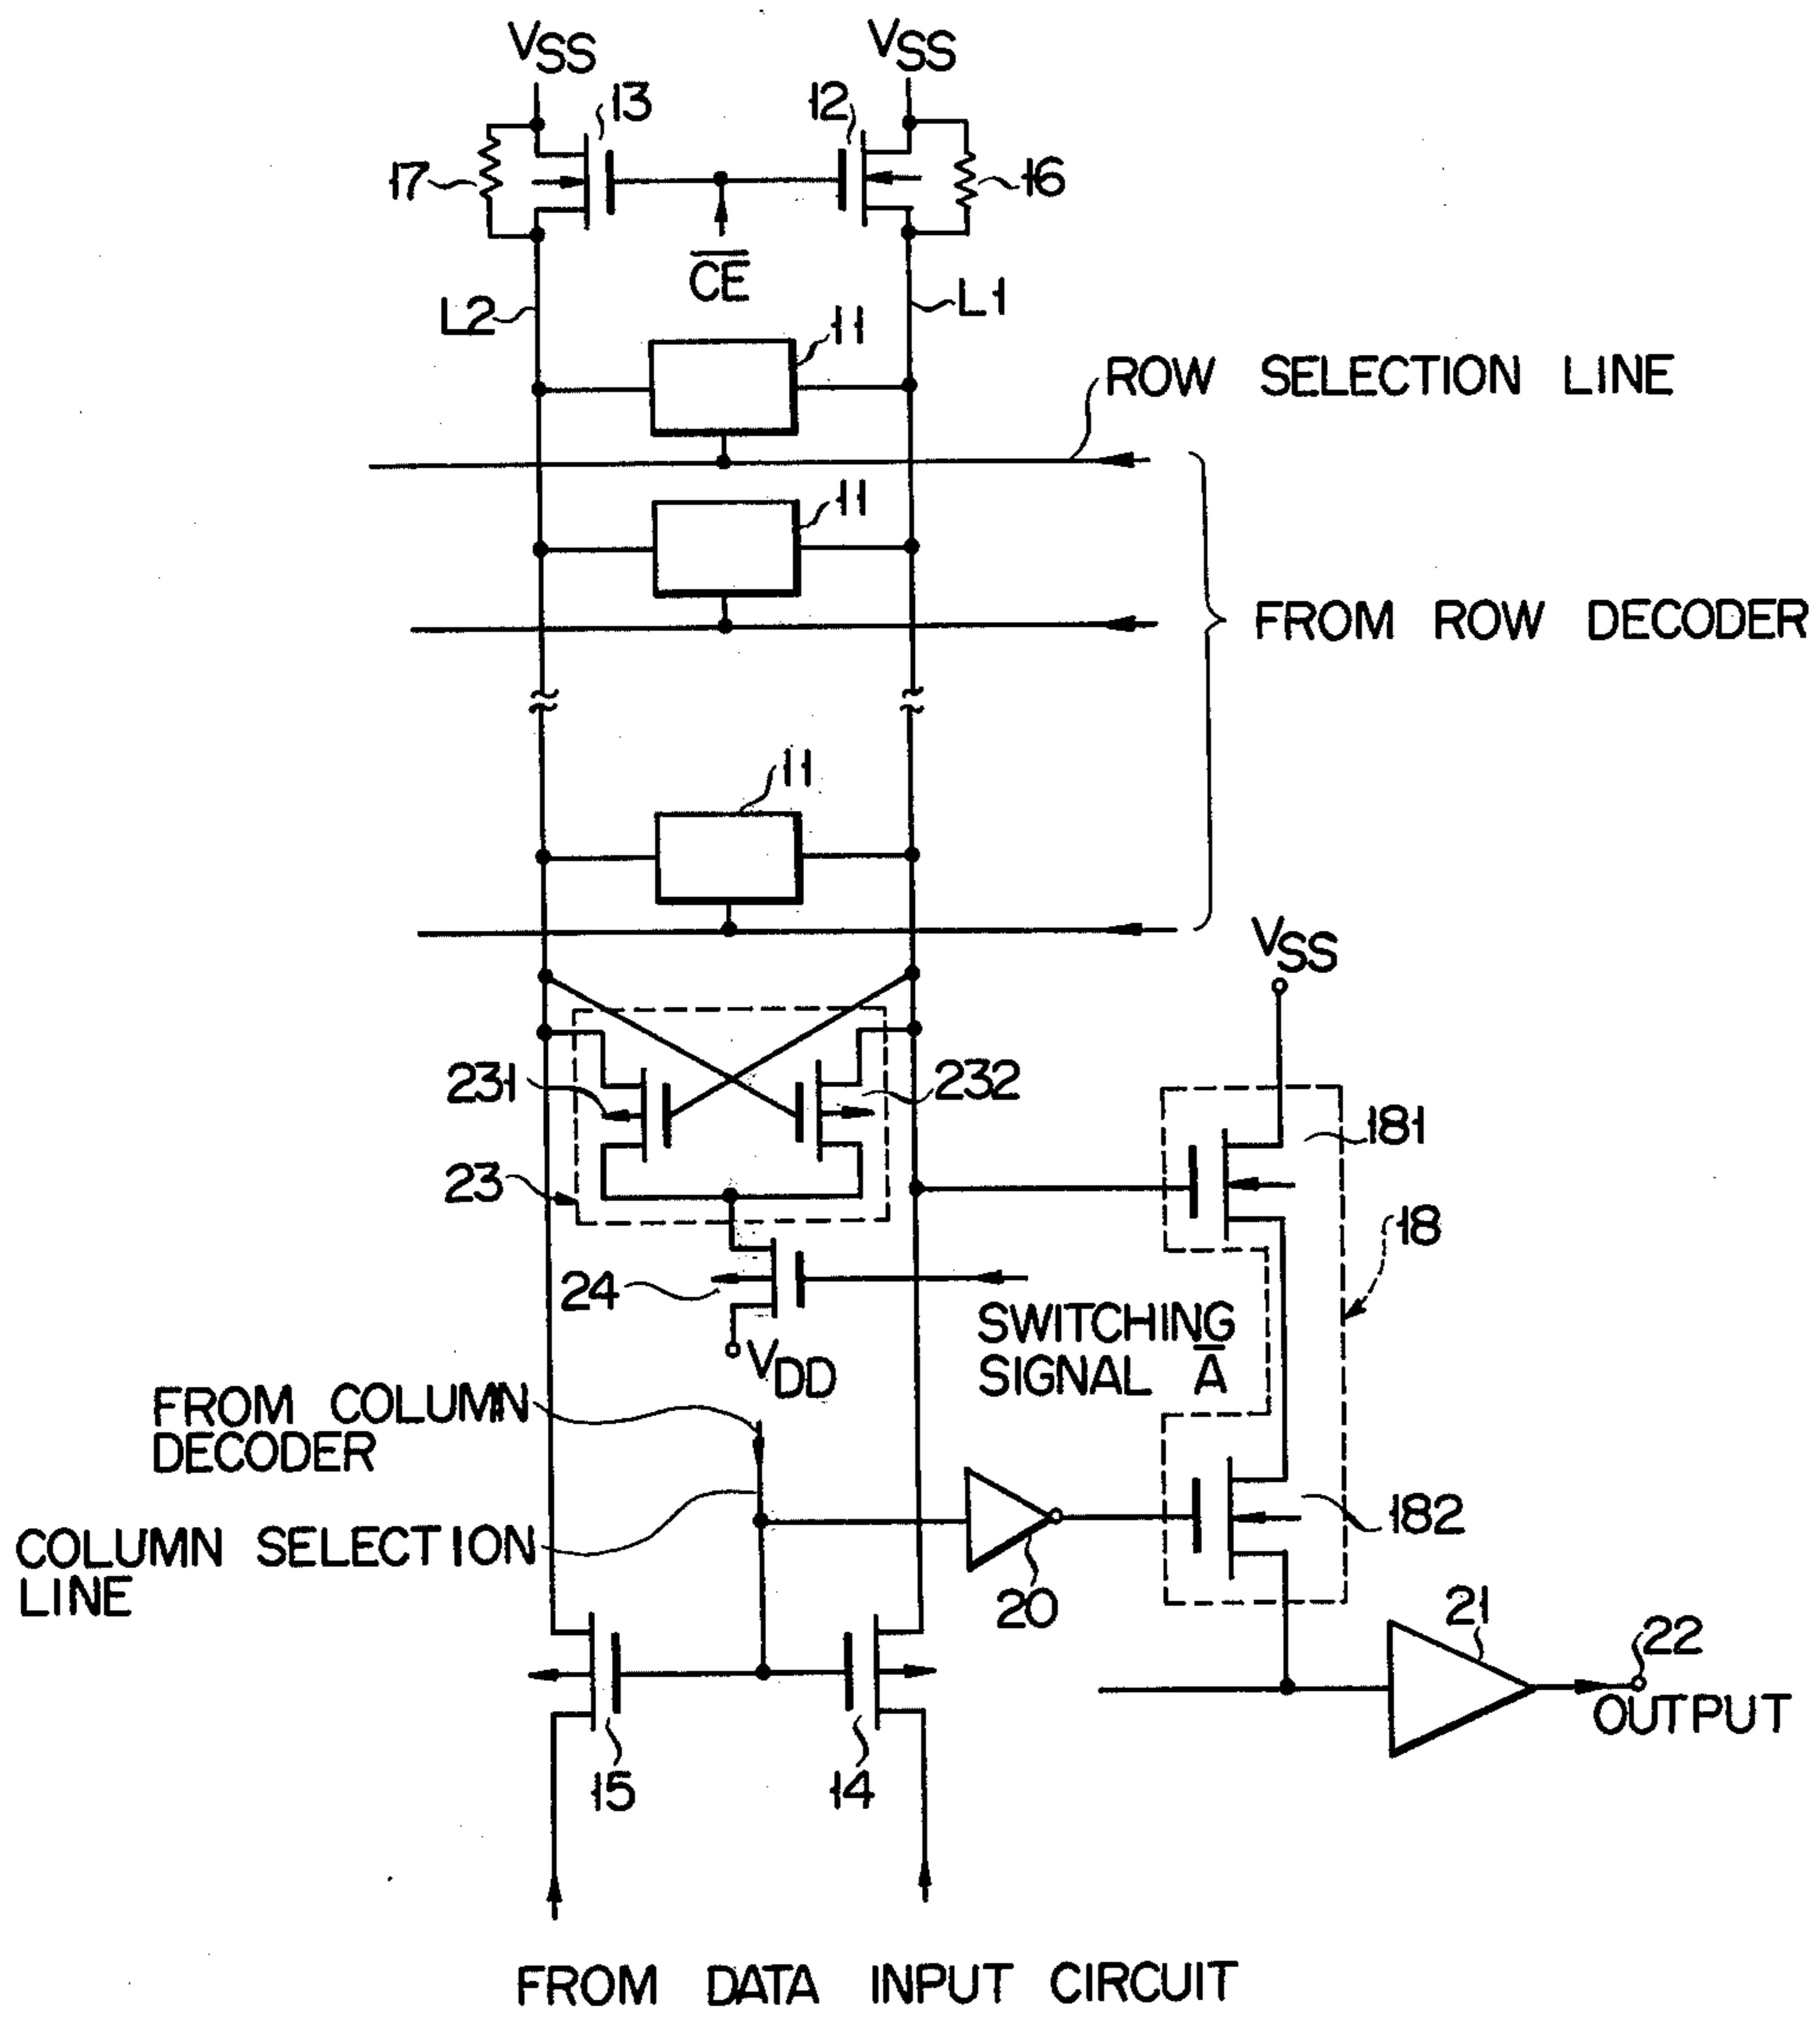 VSS
VSS
13
12
17
16
CE
L2
L1
11
ROW SELECTION LINE
11
FROM ROW DECODER
11
VSS
231
232
181
23
18
24
SWITCHING
SIGNAL A
VDD
FROM COLUMN
DECODER
182
COLUMN SELECTION
LINE
20
21
22
OUTPUT
15
14
FROM DATA INPUT CIRCUIT